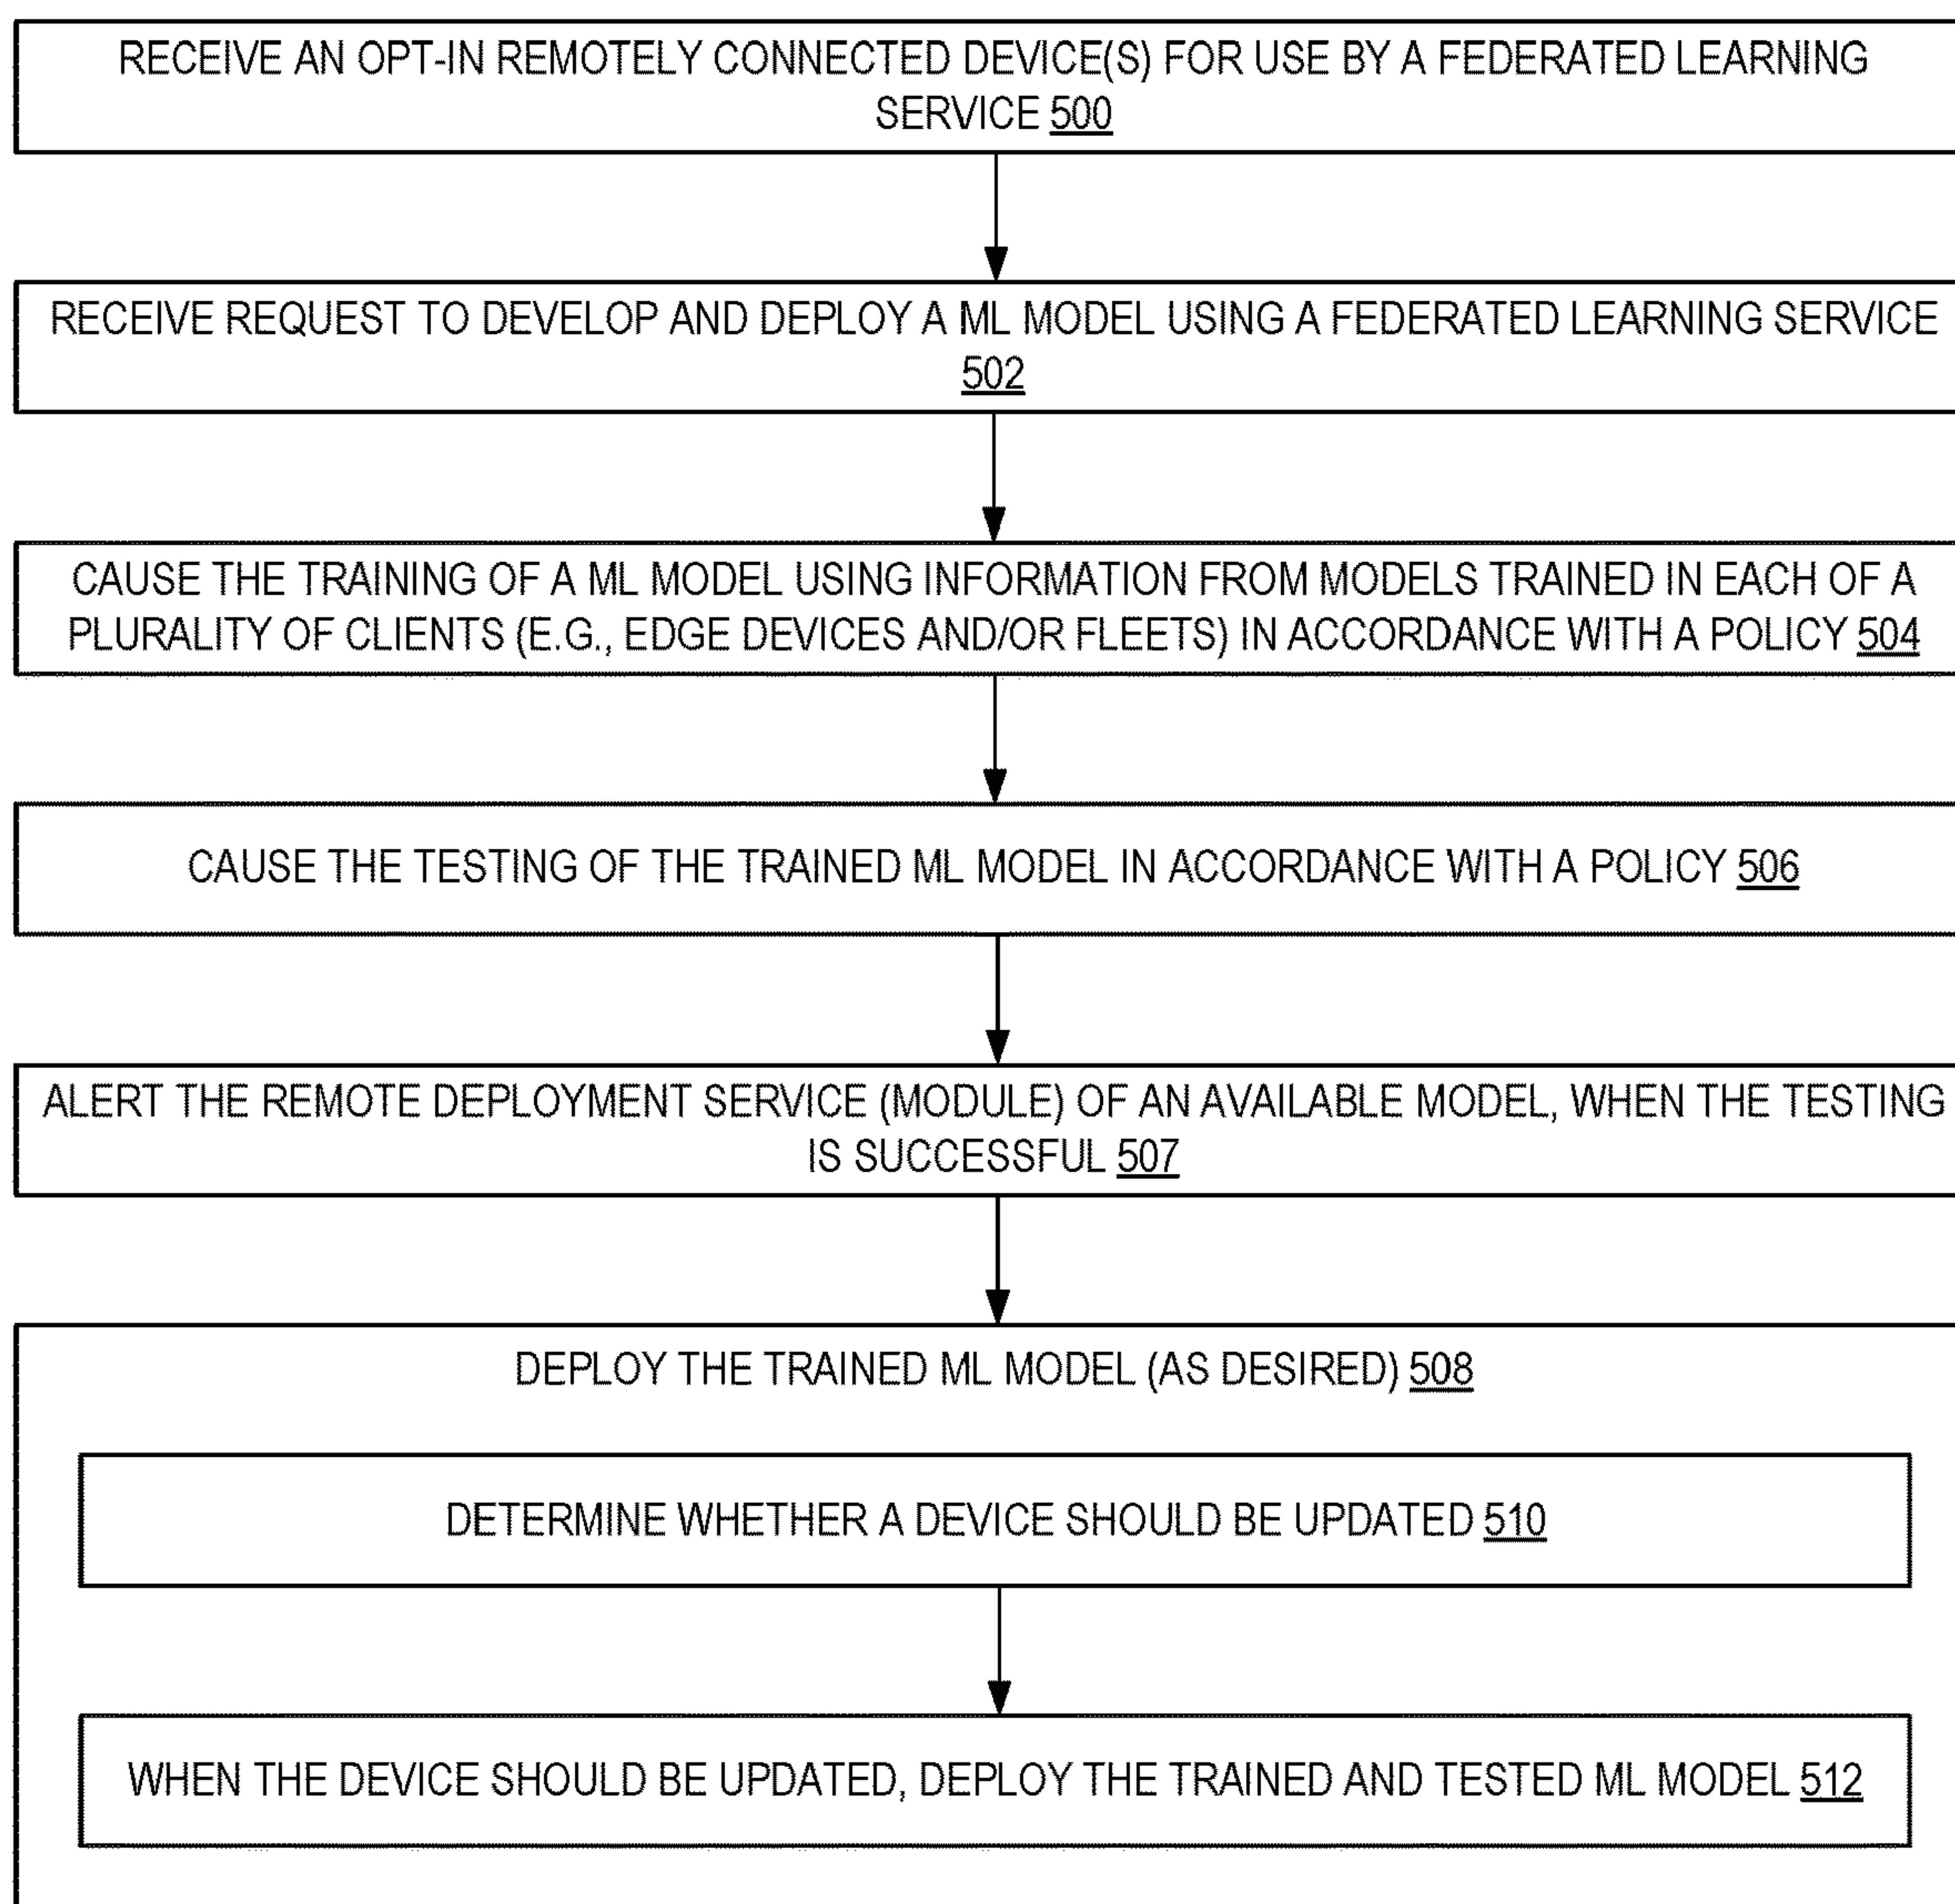 RECEIVE AN OPT-IN REMOTELY CONNECTED DEVICE(S) FOR USE BY A FEDERATED LEARNING
SERVICE 500
RECEIVE REQUEST TO DEVELOP AND DEPLOY A ML MODEL USING A FEDERATED LEARNING SERVICE
502
CAUSE THE TRAINING OF A ML MODEL USING INFORMATION FROM MODELS TRAINED IN EACH OF A
PLURALITY OF CLIENTS (E.G., EDGE DEVICES AND/OR FLEETS) IN ACCORDANCE WITH A POLICY 504
CAUSE THE TESTING OF THE TRAINED ML MODEL IN ACCORDANCE WITH A POLICY 506
ALERT THE REMOTE DEPLOYMENT SERVICE (MODULE) OF AN AVAILABLE MODEL, WHEN THE TESTING
IS SUCCESSFUL 507
DEPLOY THE TRAINED ML MODEL (AS DESIRED) 508
DETERMINE WHETHER A DEVICE SHOULD BE UPDATED 510
WHEN THE DEVICE SHOULD BE UPDATED, DEPLOY THE TRAINED AND TESTED ML MODEL 512